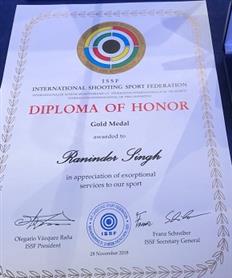 ISSF
INTERNATIONAL SHOOTING SPORT FEDERATION
DIPLOMA OF HONOR
Gold Medal
awarded to
Raninder Singh
in appreciation of exceptional
services to our sport
ISSF
Olegario Vázquez Raña
ISSF President
Franz Schreiber
ISSF Secretary General
28 November 2018